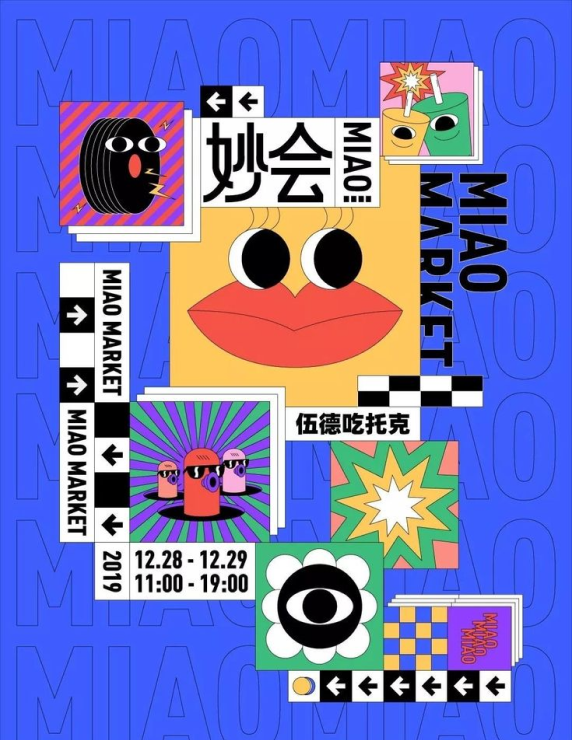 MIAOMIAO
妙会
MIAO!!!
MIAO
MARKET
MIAO MARKET
MIAO MARKET
伍德吃托克
2019
12.28 - 12.29
11:00 - 19:00
MIAO
MIAO
MIAO